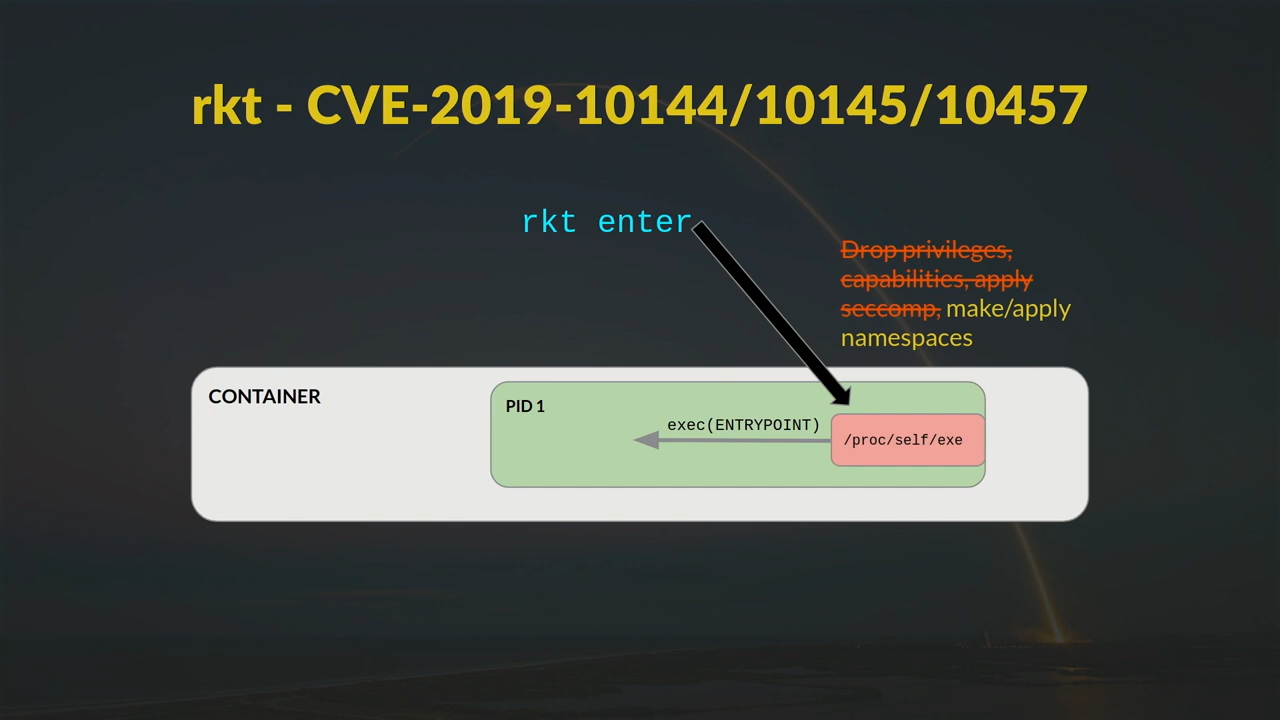 rkt - CVE-2019-10144/10145/10457
rkt enter
Drop privileges,
capabilities, apply
seccomp, make/apply
namespaces
CONTAINER
PID 1
exec(ENTRYPOINT)
/proc/self/exe